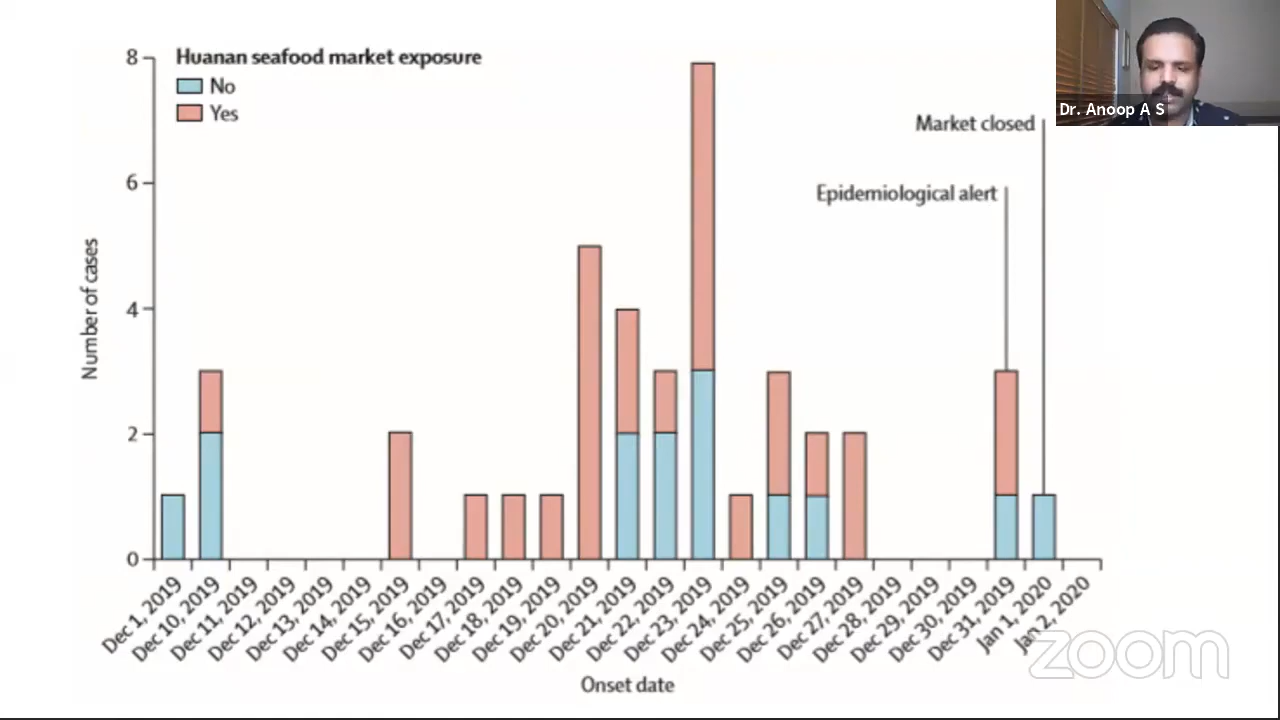 Huanan seafood market exposure
No
Yes
Dr. Anoop A S
Market closed
Epidemiological alert
Number of cases
8
6
4
2
0
Dec 1, 2019
Dec 10, 2019
Dec 11, 2019
Dec 12, 2019
Dec 13, 2019
Dec 14, 2019
Dec 15, 2019
Dec 16, 2019
Dec 17, 2019
Dec 18, 2019
Dec 19, 2019
Dec 20, 2019
Dec 21, 2019
Dec 22, 2019
Dec 23, 2019
Dec 24, 2019
Dec 25, 2019
Dec 26, 2019
Dec 27, 2019
Dec 28, 2019
Dec 29, 2019
Dec 30, 2019
Dec 31, 2019
Jan 1, 2020
Jan 2, 2020
Onset date
zoom